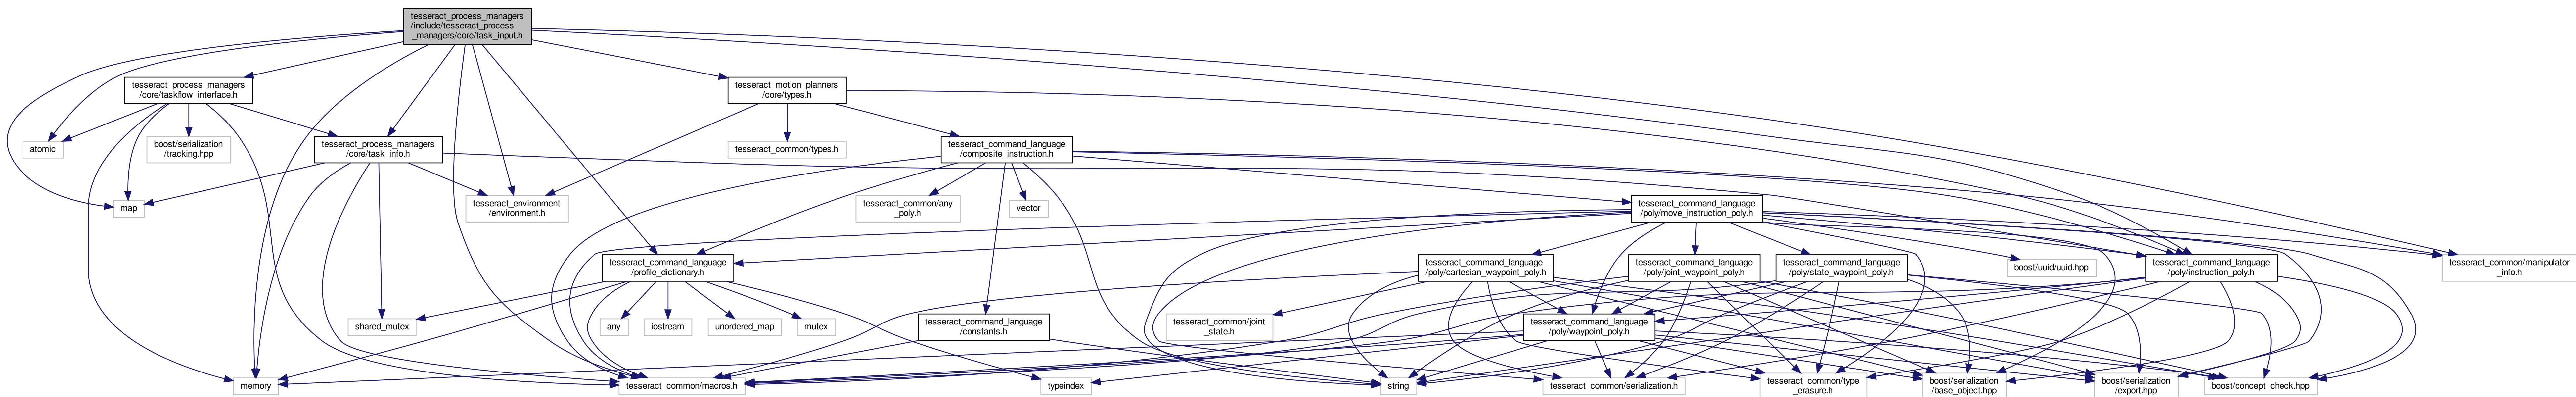 tesseract_process_managers
/include/tesseract_process
_managers/core/task_input.h
tesseract_process_managers
/core/taskflow_interface.h
tesseract_motion_planners
/core/types.h
atomic
boost/serialization
/tracking.hpp
tesseract_process_managers
/core/task_info.h
tesseract_common/types.h
tesseract_command_language
/composite_instruction.h
map
tesseract_environment
/environment.h
tesseract_common/any
_poly.h
vector
tesseract_command_language
/poly/move_instruction_poly.h
tesseract_command_language
/profile_dictionary.h
tesseract_command_language
/poly/cartesian_waypoint_poly.h
tesseract_command_language
/poly/joint_waypoint_poly.h
tesseract_command_language
/poly/state_waypoint_poly.h
boost/uuid/uuid.hpp
tesseract_command_language
/poly/instruction_poly.h
tesseract_common/manipulator
_info.h
shared_mutex
any
iostream
unordered_map
mutex
tesseract_command_language
/constants.h
tesseract_common/joint
_state.h
tesseract_command_language
/poly/waypoint_poly.h
memory
tesseract_common/macros.h
typeindex
string
tesseract_common/serialization.h
tesseract_common/type
_erasure.h
boost/serialization
/base_object.hpp
boost/serialization
/export.hpp
boost/concept_check.hpp